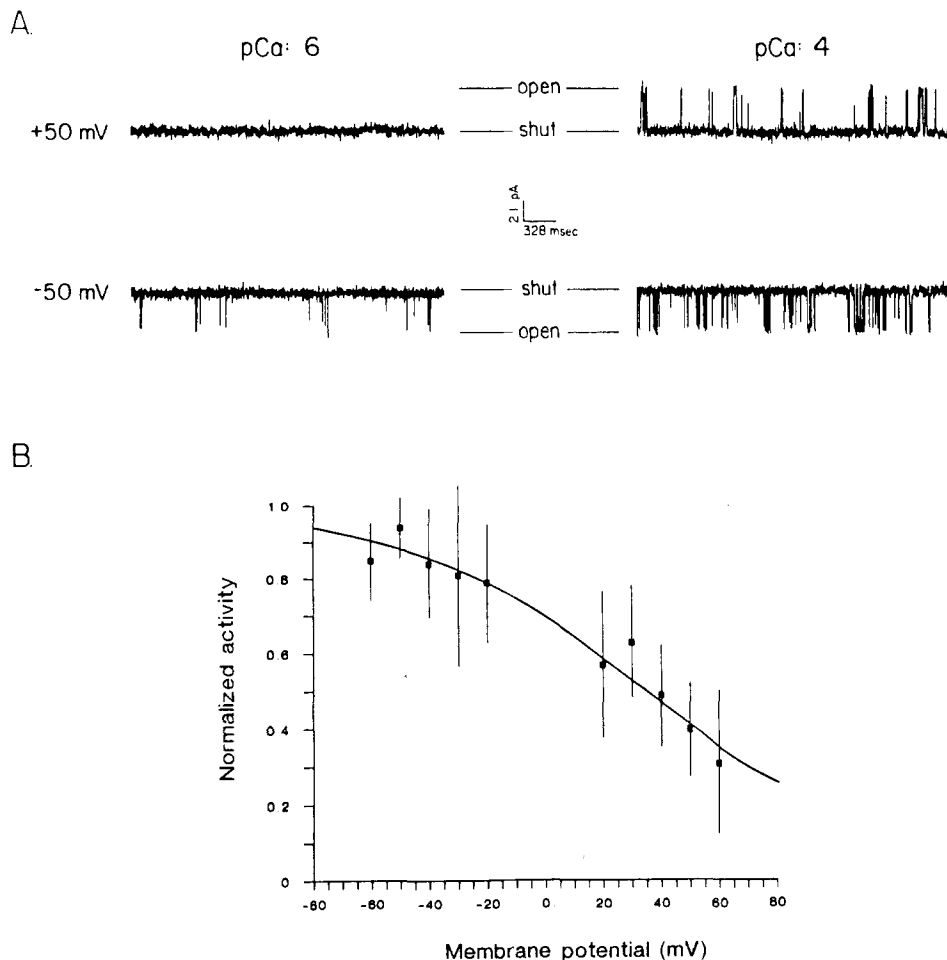 A.
pCa: 6
pCa: 4
open
+50 mV
shut
2.1 pA
328 msec
-50 mV
shut
open
B.
1.0
0.8
0.6
0.4
0.2
0
Normalized activity
-80 -60 -40 -20 0 20 40 60 80
Membrane potential (mV)